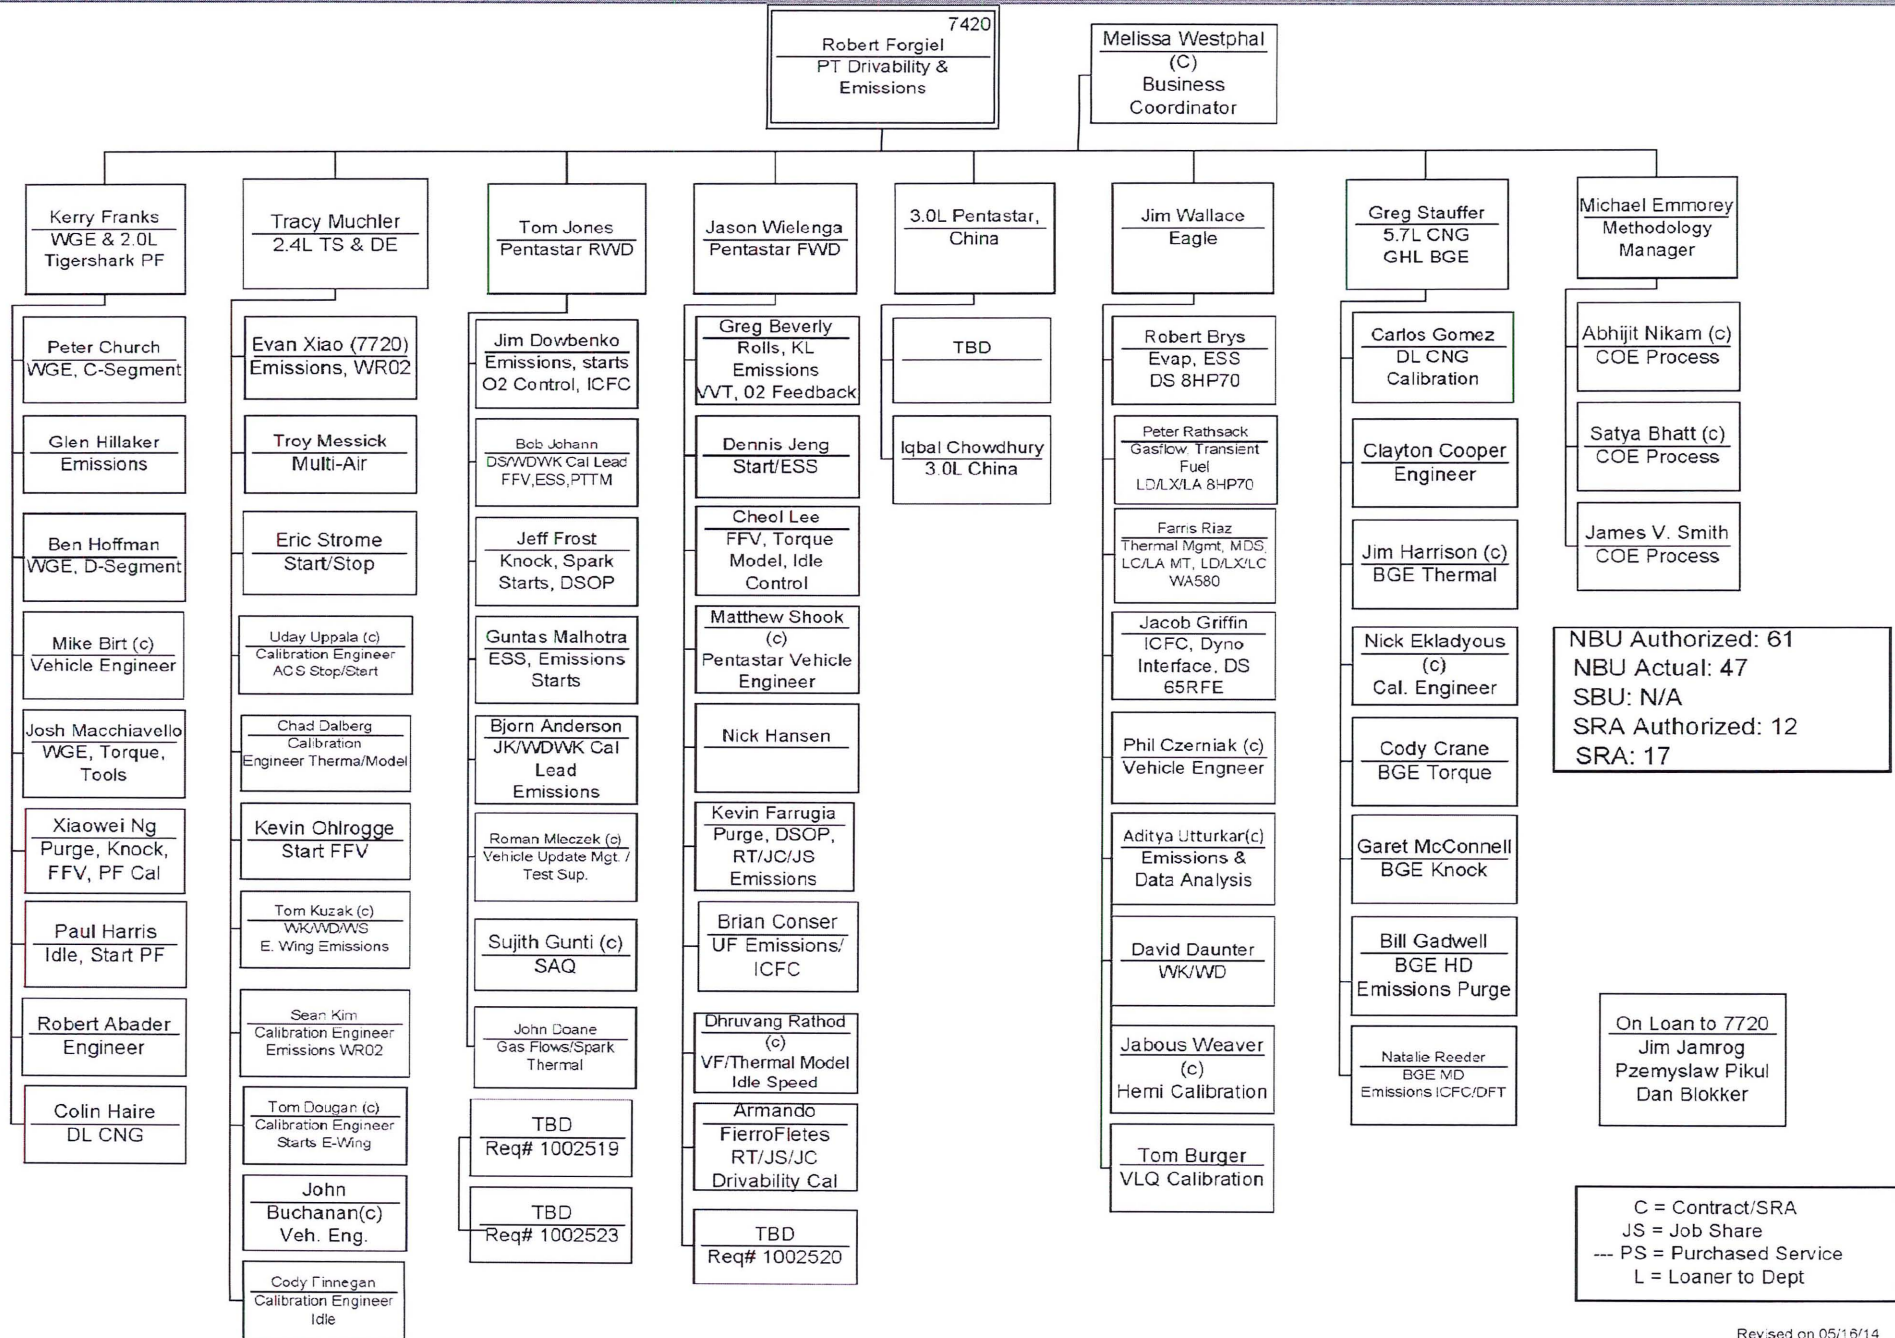 7420
Robert Forgiel
PT Drivability &
Emissions
Melissa Westphal
(C)
Business
Coordinator
Kerry Franks
WGE & 2.0L
Tigershark PF
Peter Church
WGE, C-Segment
Glen Hillaker
Emissions
Ben Hoffman
WGE, D-Segment
Mike Birt (c)
Vehicle Engineer
Josh Macchiavello
WGE, Torque,
Tools
Xiaowei Ng
Purge, Knock,
FFV, PF Cal
Paul Harris
Idle, Start PF
Robert Abader
Engineer
Colin Haire
DL CNG
Tracy Muchler
2.4L TS & DE
Evan Xiao (7720)
Emissions, WR02
Troy Messick
Multi-Air
Eric Strome
Start/Stop
Uday Uppala (c)
Calibration Engineer
ACS Stop/Start
Chad Dalberg
Calibration
Engineer Therma/Model
Kevin Ohlrogge
Start FFV
Tom Kuzak (c)
WK/WD/WS
E. Wing Emissions
Sean Kim
Calibration Engineer
Emissions WR02
Tom Dougan (c)
Calibration Engineer
Starts E-Wing
John
Buchanan(c)
Veh. Eng.
Cody Finnegan
Calibration Engineer
Idle
Tom Jones
Pentastar RWD
Jim Dowbenko
Emissions, starts
O2 Control, ICFC
Bob Johann
DS/WDWK Cal Lead
FFV,ESS,PTTM
Jeff Frost
Knock, Spark
Starts, DSOP
Guntas Malhotra
ESS, Emissions
Starts
Bjorn Anderson
JK/WDWK Cal
Lead
Emissions
Roman Mleczek (c)
Vehicle Update Mgt. /
Test Sup.
Sujith Gunti (c)
SAQ
John Doane
Gas Flows/Spark
Thermal
TBD
Req# 1002519
TBD
Req# 1002523
Jason Wielenga
Pentastar FWD
Greg Beverly
Rolls, KL
Emissions
VVT, 02 Feedback
Dennis Jeng
Start/ESS
Cheol Lee
FFV, Torque
Model, Idle
Control
Matthew Shook
(c)
Pentastar Vehicle
Engineer
Nick Hansen
Kevin Farrugia
Purge, DSOP,
RT/JC/JS
Emissions
Brian Conser
UF Emissions/
ICFC
Dhruvang Rathod
(c)
VF/Thermal Model
Idle Speed
Armando
FierroFletes
RT/JS/JC
Drivability Cal
TBD
Req# 1002520
3.0L Pentastar,
China
TBD
Iqbal Chowdhury
3.0L China
Jim Wallace
Eagle
Robert Brys
Evap, ESS
DS 8HP70
Peter Rathsack
Gasflow, Transient
Fuel
LD/LX/LA 8HP70
Farris Riaz
Thermal Mgmt, MDS,
LC/LA MT, LD/LX/LC
WA580
Jacob Griffin
ICFC, Dyno
Interface, DS
65RFE
Phil Czerniak (c)
Vehicle Engneer
Aditya Utturkar(c)
Emissions &
Data Analysis
David Daunter
WK/WD
Jabous Weaver
(c)
Hemi Calibration
Tom Burger
VLQ Calibration
Greg Stauffer
5.7L CNG
GHL BGE
Carlos Gomez
DL CNG
Calibration
Clayton Cooper
Engineer
Jim Harrison (c)
BGE Thermal
Nick Ekladyous
(c)
Cal. Engineer
Cody Crane
BGE Torque
Garet McConnell
BGE Knock
Bill Gadwell
BGE HD
Emissions Purge
Natalie Reeder
BGE MD
Emissions ICFC/DFT
Michael Emmorey
Methodology
Manager
Abhijit Nikam (c)
COE Process
Satya Bhatt (c)
COE Process
James V. Smith
COE Process
NBU Authorized: 61
NBU Actual: 47
SBU: N/A
SRA Authorized: 12
SRA: 17
On Loan to 7720
Jim Jamrog
Pzemyslaw Pikul
Dan Blokker
C = Contract/SRA
JS = Job Share
--- PS = Purchased Service
L = Loaner to Dept
Revised on 05/16/14